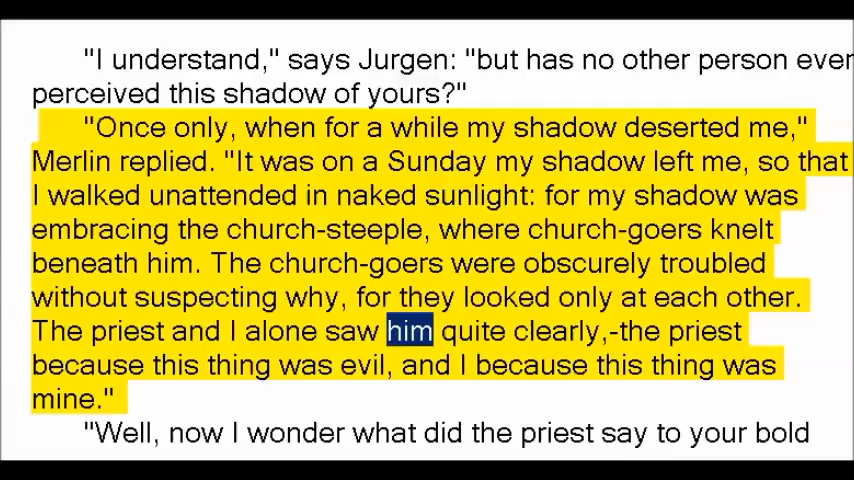 "I understand," says Jurgen: "but has no other person ever
perceived this shadow of yours?"
"Once only, when for a while my shadow deserted me,"
Merlin replied. "It was on a Sunday my shadow left me, so that
I walked unattended in naked sunlight: for my shadow was
embracing the church-steeple, where church-goers knelt
beneath him. The church-goers were obscurely troubled
without suspecting why, for they looked only at each other.
The priest and I alone saw him quite clearly,-the priest
because this thing was evil, and I because this thing was
mine."
"Well, now I wonder what did the priest say to your bold